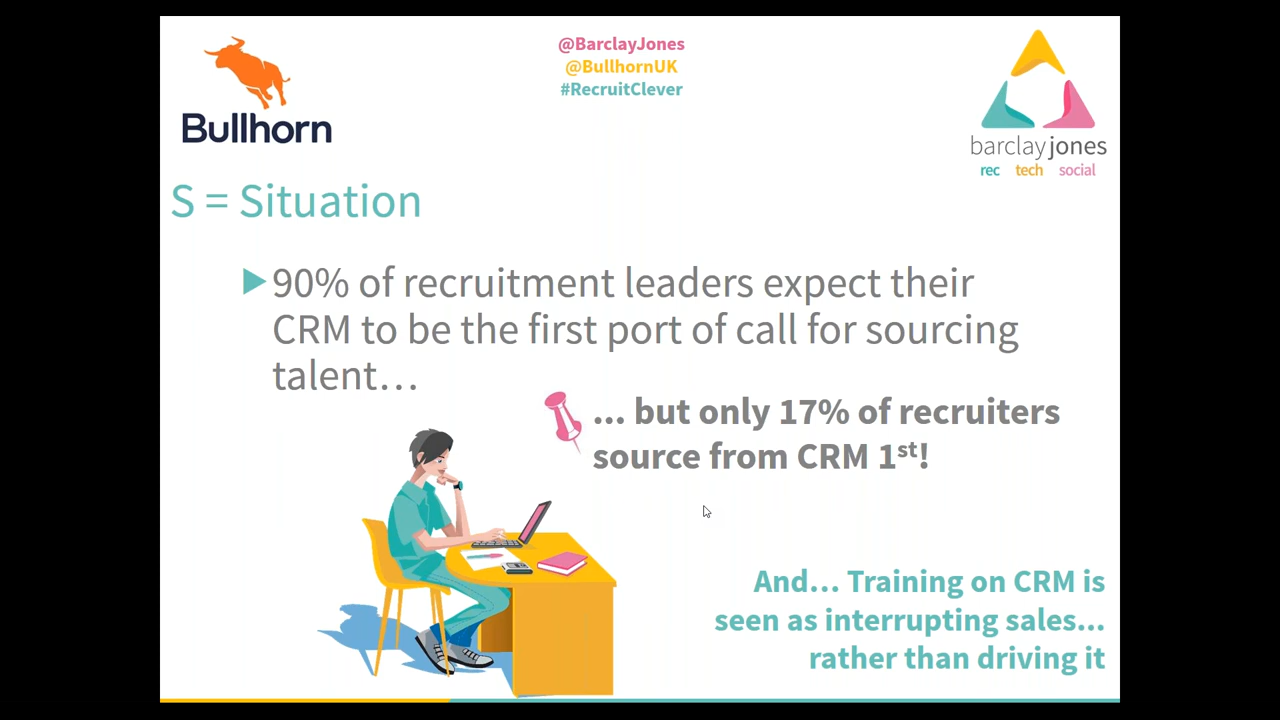 @BarclayJones
@BullhornUK
#RecruitClever
Bullhorn
barclayjones
rec tech social
S = Situation
90% of recruitment leaders expect their
CRM to be the first port of call for sourcing
talent…
... but only 17% of recruiters
source from CRM 1st!
And... Training on CRM is
seen as interrupting sales...
rather than driving it